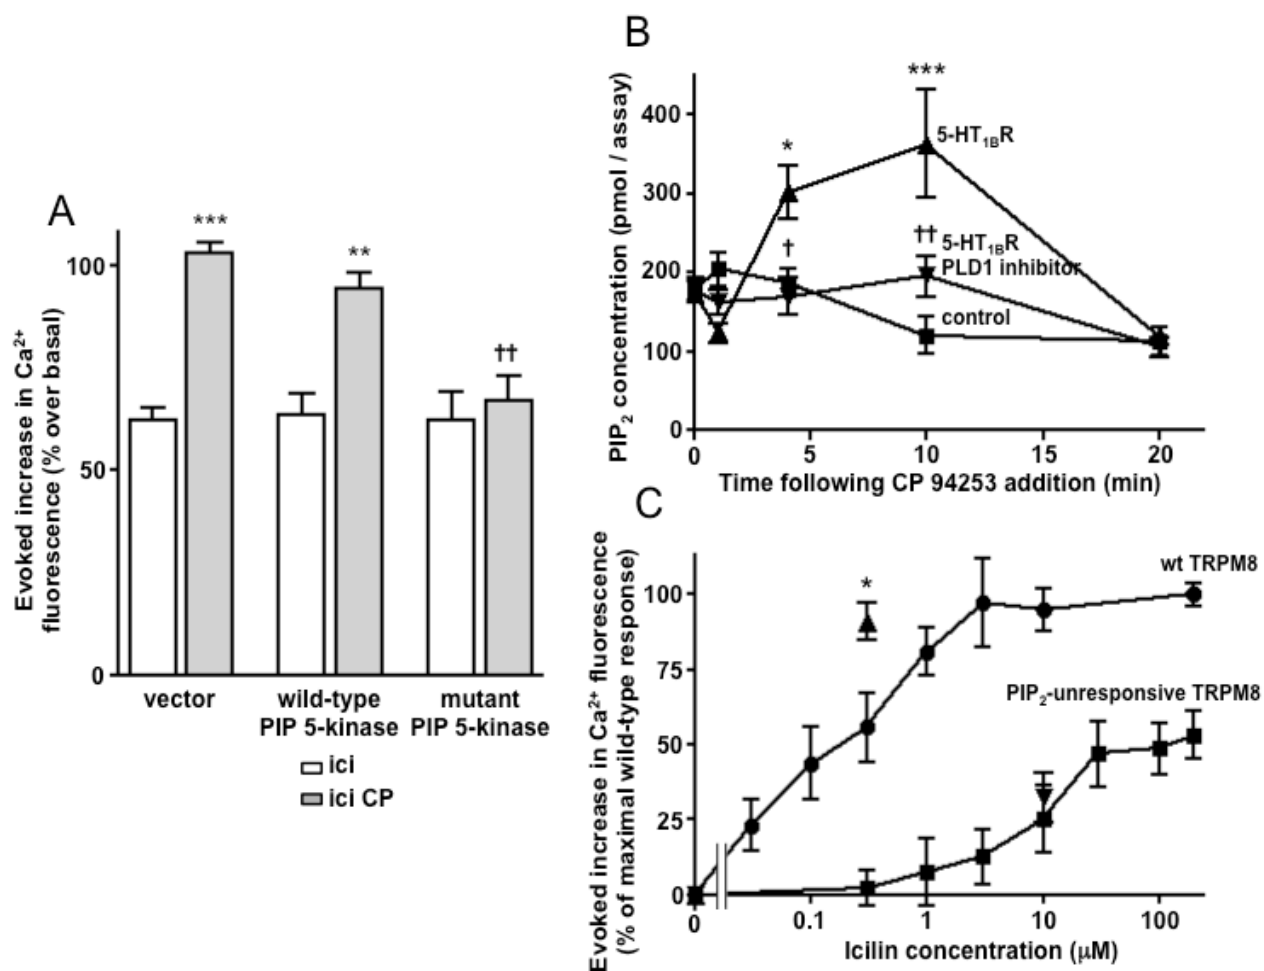 A
Evoked increase in Ca²⁺
fluorescence (% over basal)
100
50
0
***
**
††
vector
wild-type
PIP 5-kinase
mutant
PIP 5-kinase
ici
ici CP
B
PIP₂ concentration (pmol / assay)
400
300
200
100
0
***
*
5-HT₁BR
†
††
5-HT₁BR
PLD1 inhibitor
control
0
5
10
15
20
Time following CP 94253 addition (min)
C
Evoked increase in Ca²⁺ fluorescence
(% of maximal wild-type response)
100
75
50
25
0
*
wt TRPM8
PIP₂-unresponsive TRPM8
0
0.1
1
10
100
Icilin concentration (μM)